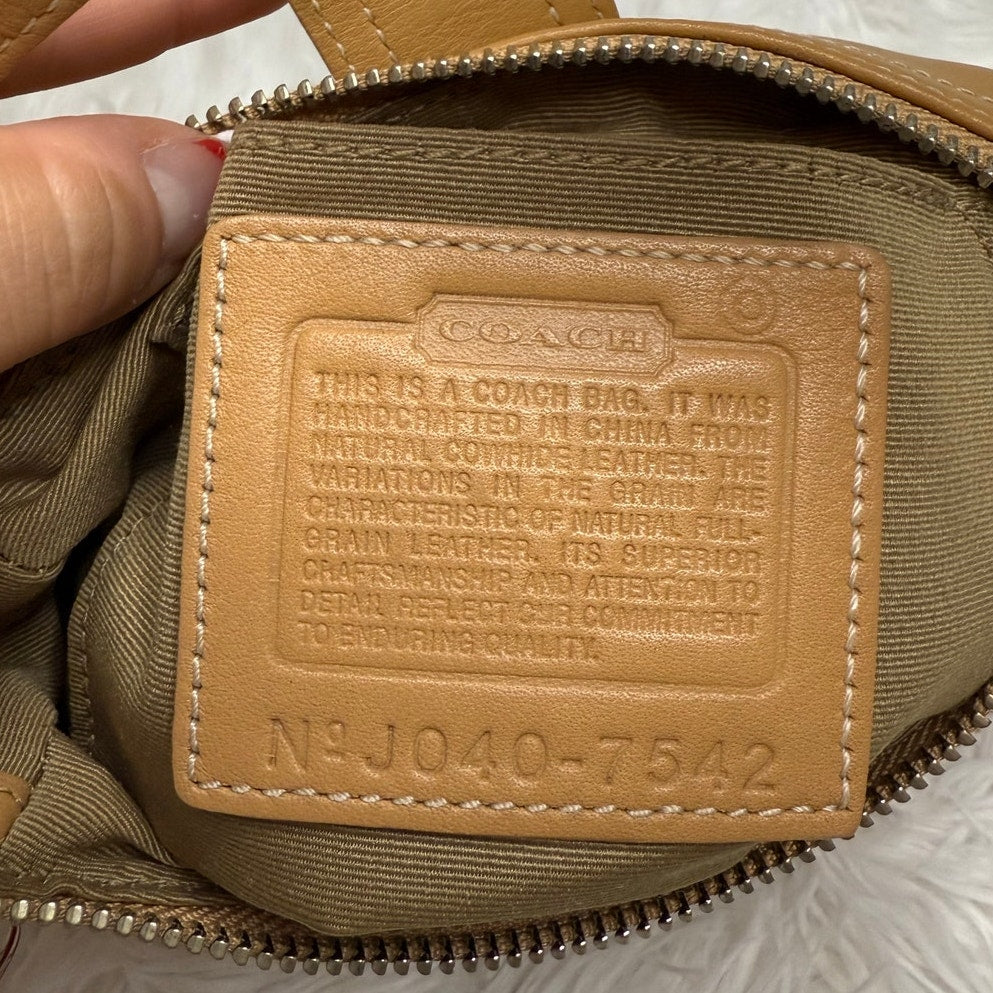 COACH
THIS IS A COACH BAG. IT WAS
HANDCRAFTED IN CHINA FROM
NATURAL COWHIDE LEATHER. THE
VARIATIONS IN THE GRAIN ARE
CHARACTERISTIC OF NATURAL FULL-
GRAIN LEATHER. ITS SUPERIOR
CRAFTSMANSHIP AND ATTENTION TO
DETAIL REFLECT OUR COMMITMENT
TO ENDURING QUALITY.
Nº J040-7542